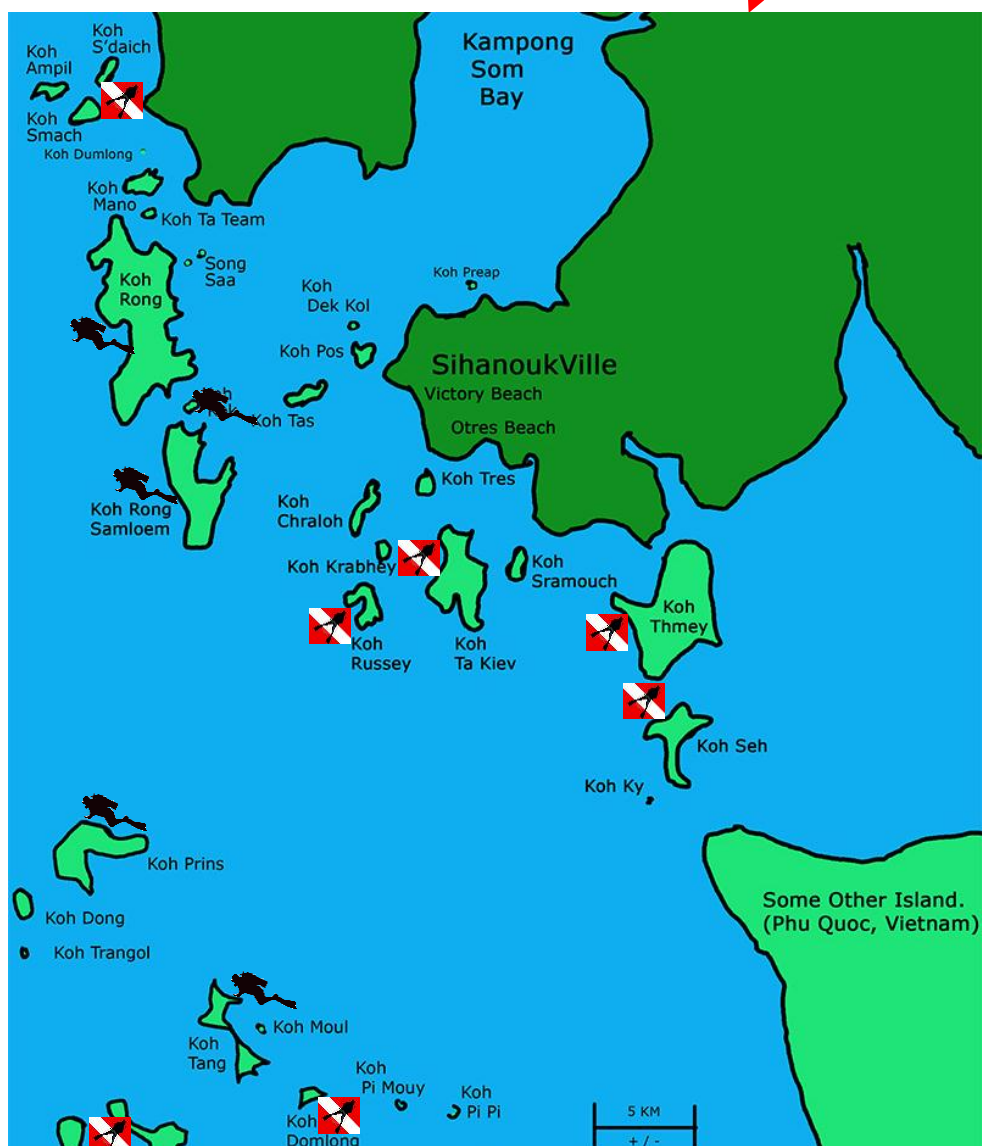 Koh
S'daich
Koh
Ampil
Kampong
Som
Bay
Koh
Smach
Koh Dumlong
Koh
Mano
Koh Ta Team
Song
Saa
Koh
Rong
Koh Preap
Koh
Dek Kol
Koh Pos
SihanoukVille
Victory Beach
Koh Tas
Otres Beach
Koh Tres
Koh
Chraloh
Koh Rong
Samloem
Koh Krabhey
Koh
Sramouch
Koh
Thmey
Koh
Russey
Koh
Ta Kiev
Koh Seh
Koh Ky
Koh Prins
Koh Dong
Koh Trangol
Some Other Island.
(Phu Quoc, Vietnam)
Koh Moul
Koh
Tang
Koh
Pi Mouy
Koh
Pi Pi
Koh
Domlong
5 KM
+ / -